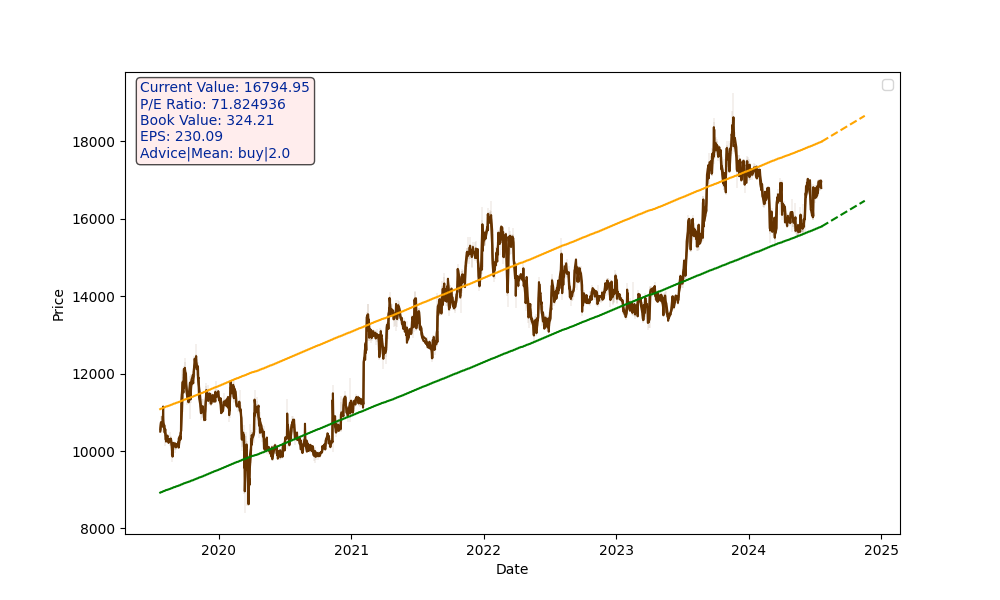 Current Value: 16794.95
P/E Ratio: 71.824936
Book Value: 324.21
EPS: 230.09
Advice|Mean: buy|2.0
18000
16000
14000
12000
10000
8000
Price
2020 2021 2022 2023 2024 2025
Date